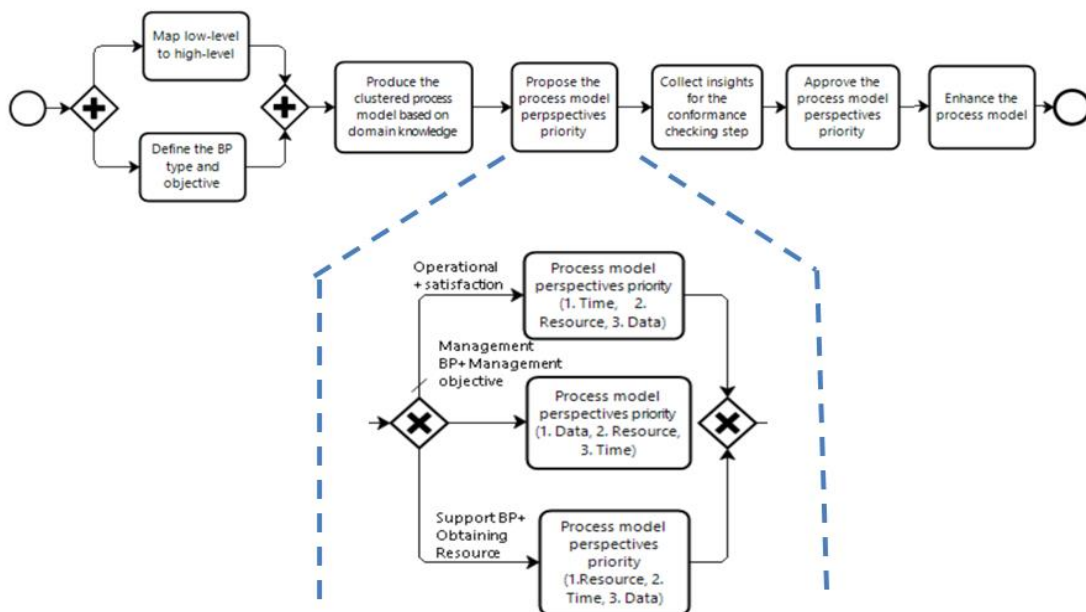 Map low-level
to high-level
Define the BP
type and
objective
Produce the
clustered process
model based on
domain knowledge
Propose the
process model
perpspectives
priority
Collect insights
for the
conformance
checking step
Approve the
process model
perspectives
priority
Enhance the
process model
Operational
+ satisfaction
Process model
perspectives priority
(1. Time, 2.
Resource, 3. Data)
Management
BP+ Management
objective
Process model
perspectives priority
(1. Data, 2. Resource,
3. Time)
Support BP+
Obtaining
Resource
Process model
perspectives
priority
(1.Resource, 2.
Time, 3. Data)